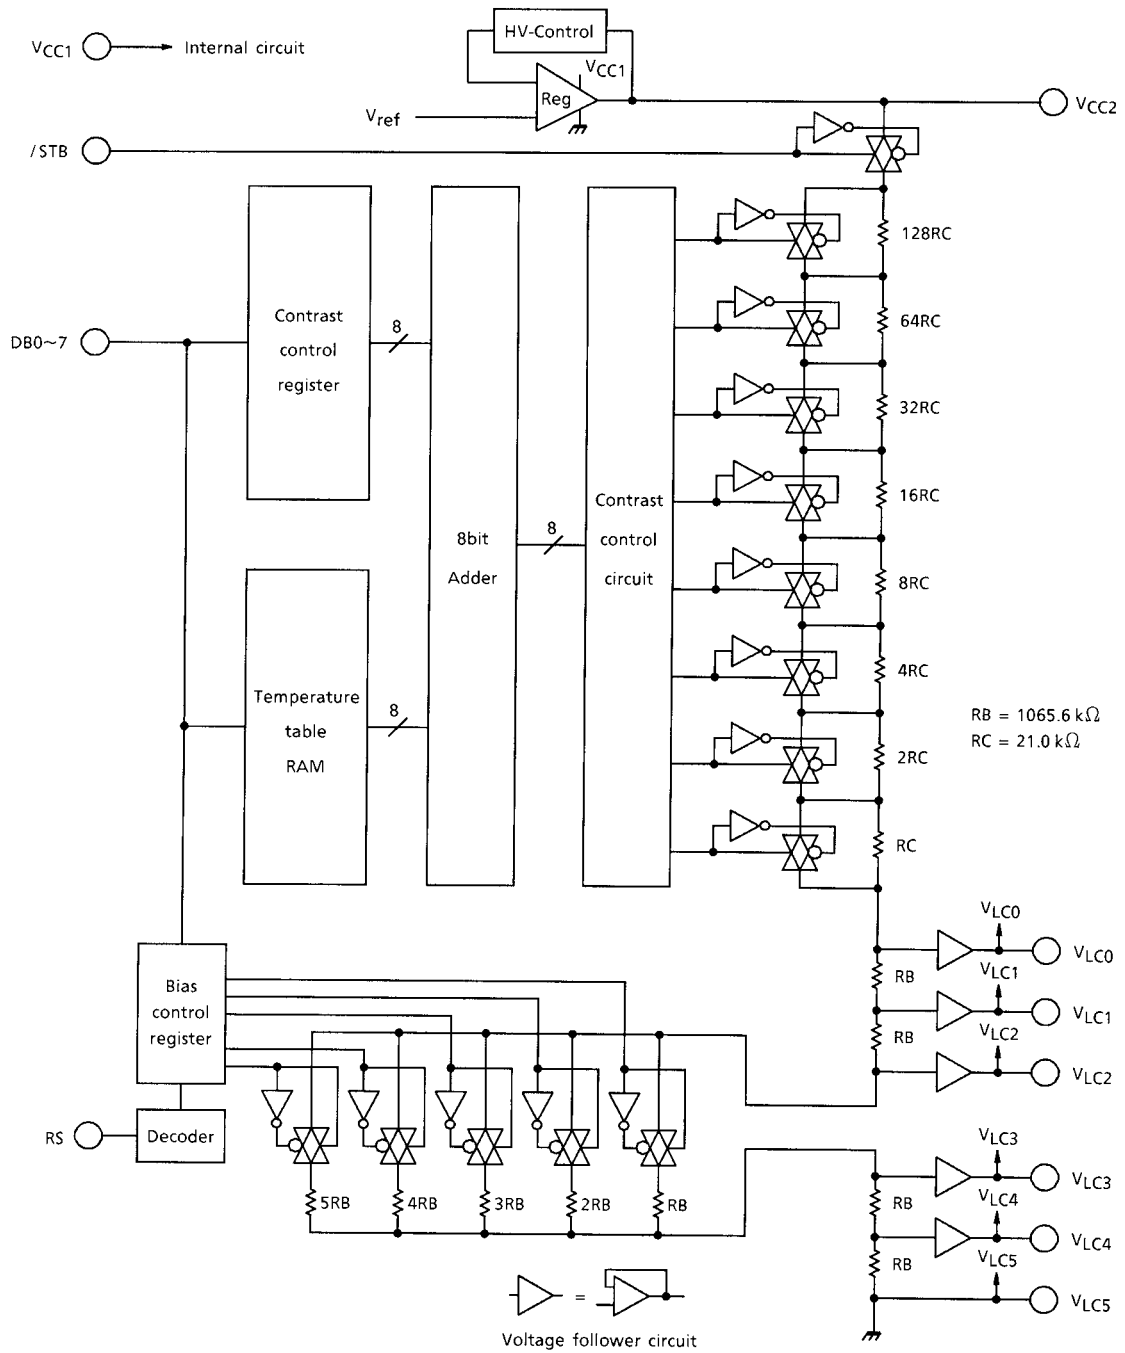 HV-Control
VCC1
Internal circuit
VCC1
Reg
Vref
VCC2
/STB
128RC
64RC
Contrast
control
register
8
DB0~7
32RC
16RC
Contrast
control
circuit
8
8bit
Adder
8RC
4RC
Temperature
table
RAM
8
RB = 1065.6 kΩ
RC = 21.0 kΩ
2RC
RC
VLC0
VLC0
Bias
control
register
RB
VLC1
VLC1
RB
VLC2
VLC2
RS
Decoder
VLC3
VLC3
5RB
4RB
3RB
2RB
RB
RB
VLC4
VLC4
RB
VLC5
VLC5
=
Voltage follower circuit